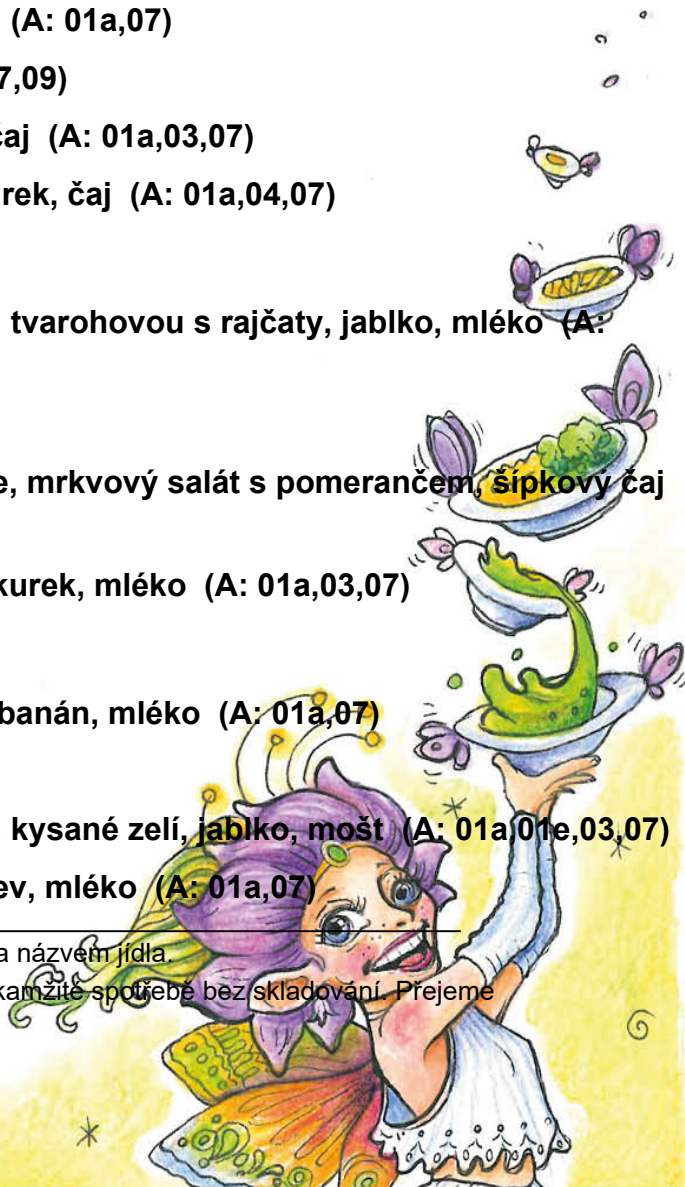 (A: 01a,07)
7,09)
čaj (A: 01a,03,07)
rek, čaj (A: 01a,04,07)
tvarohovou s rajčaty, jablko, mléko (A:
e, mrkvový salát s pomerančem, šípkový čaj
kurek, mléko (A: 01a,03,07)
banán, mléko (A: 01a,07)
kysané zelí, jablko, mošt (A: 01a,01e,03,07)
ev, mléko (A: 01a,07)
a názvem jídla.
kamžité spotřebě bez skladování. Přejeme